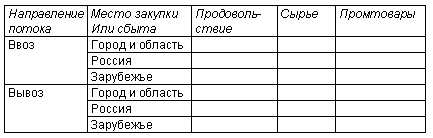 Направление Место закупки Продоволь- Сырье Промтовары
потока Или сбыта ствие
Ввоз Город и область
Россия
Зарубежье
Вывоз Город и область
Россия
Зарубежье